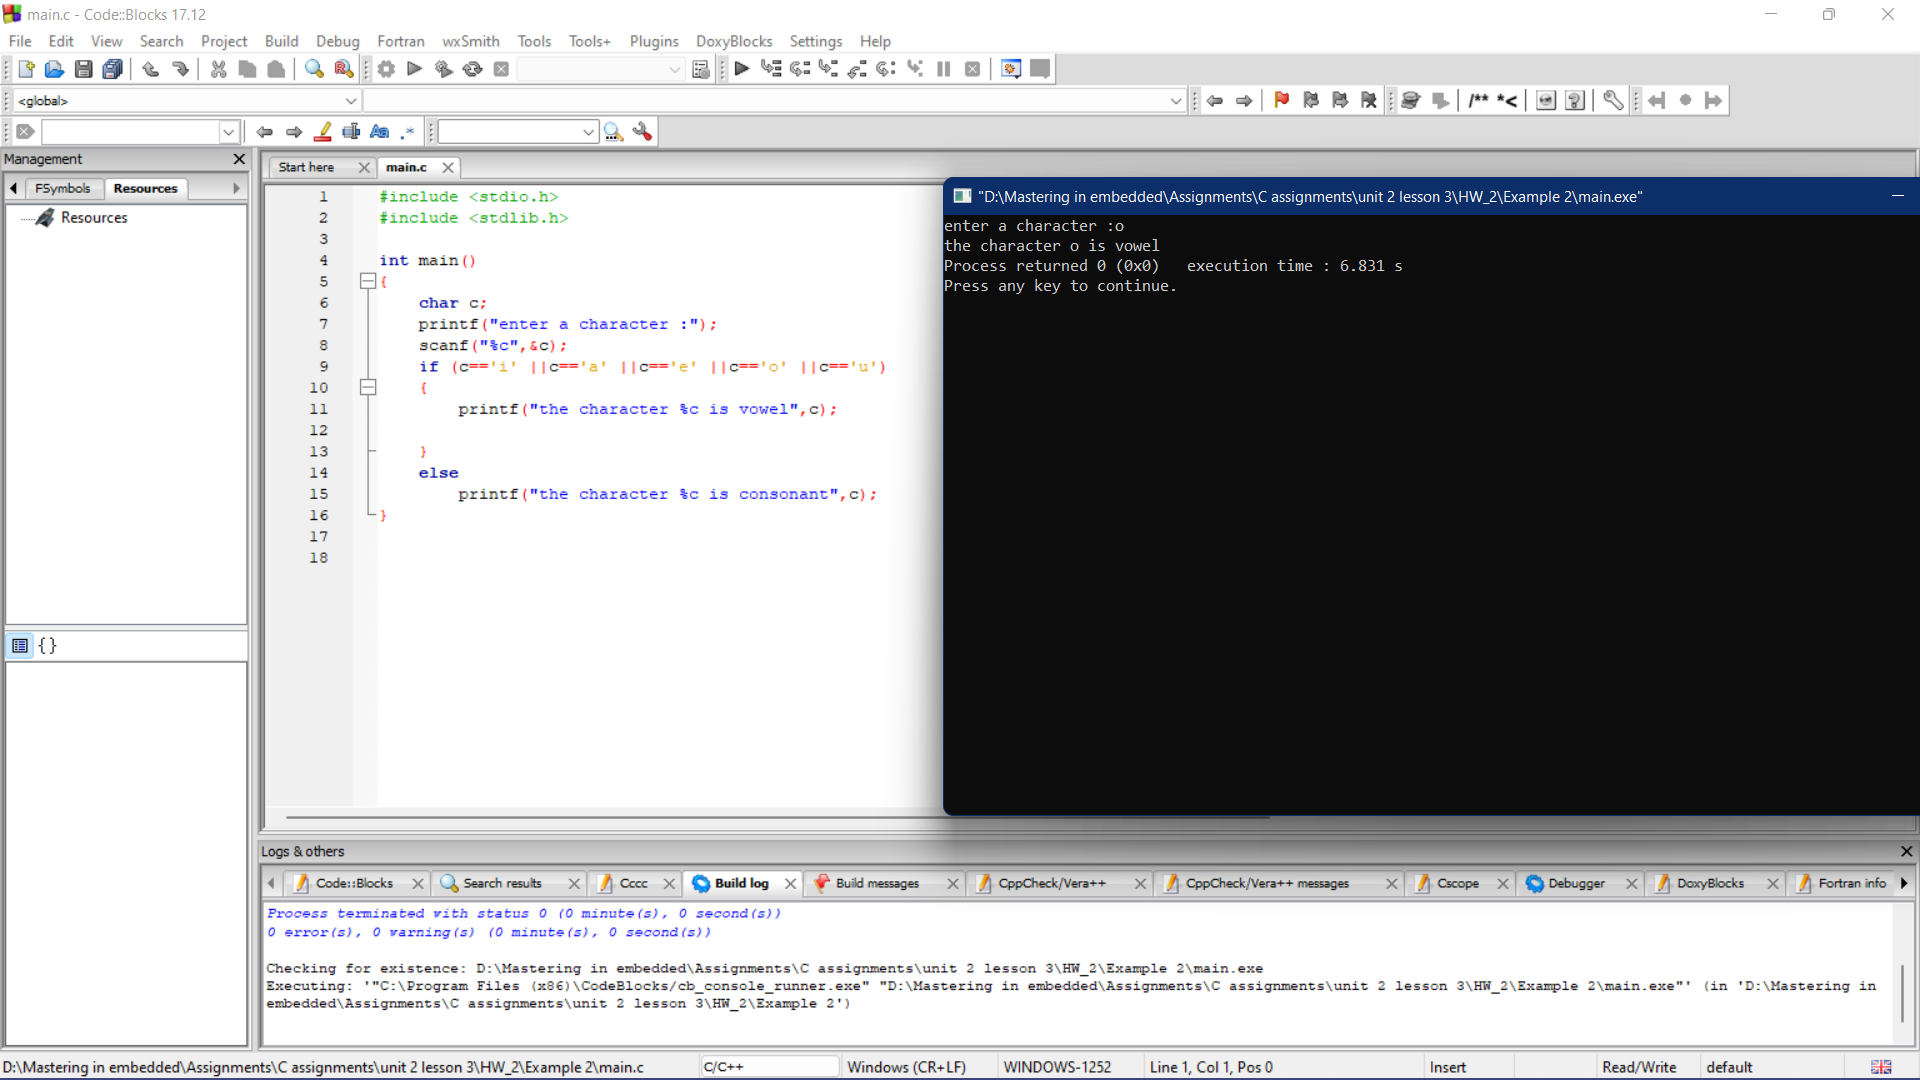 main.c - Code::Blocks 17.12
File Edit View Search Project Build Debug Fortran wxSmith Tools Tools+ Plugins DoxyBlocks Settings Help
<global>
/** *<
Aa .*
Management
FSymbols Resources
Resources
{}
Start here main.c
1 #include <stdio.h>
2 #include <stdlib.h>
3
4 int main()
5 {
6 char c;
7 printf("enter a character :");
8 scanf("%c",&c);
9 if (c=='i' ||c=='a' ||c=='e' ||c=='o' ||c=='u')
10 {
11 printf("the character %c is vowel",c);
12
13 }
14 else
15 printf("the character %c is consonant",c);
16 }
17
18
"D:\Mastering in embedded\Assignments\C assignments\unit 2 lesson 3\HW_2\Example 2\main.exe"
enter a character :o
the character o is vowel
Process returned 0 (0x0) execution time : 6.831 s
Press any key to continue.
Logs & others
Code::Blocks Search results Cccc Build log Build messages CppCheck/Vera++ CppCheck/Vera++ messages Cscope Debugger DoxyBlocks Fortran info
Process terminated with status 0 (0 minute(s), 0 second(s))
0 error(s), 0 warning(s) (0 minute(s), 0 second(s))
Checking for existence: D:\Mastering in embedded\Assignments\C assignments\unit 2 lesson 3\HW_2\Example 2\main.exe
Executing: '"C:\Program Files (x86)\CodeBlocks/cb_console_runner.exe" "D:\Mastering in embedded\Assignments\C assignments\unit 2 lesson 3\HW_2\Example 2\main.exe"' (in 'D:\Mastering in
embedded\Assignments\C assignments\unit 2 lesson 3\HW_2\Example 2')
D:\Mastering in embedded\Assignments\C assignments\unit 2 lesson 3\HW_2\Example 2\main.c C/C++ Windows (CR+LF) WINDOWS-1252 Line 1, Col 1, Pos 0 Insert Read/Write default